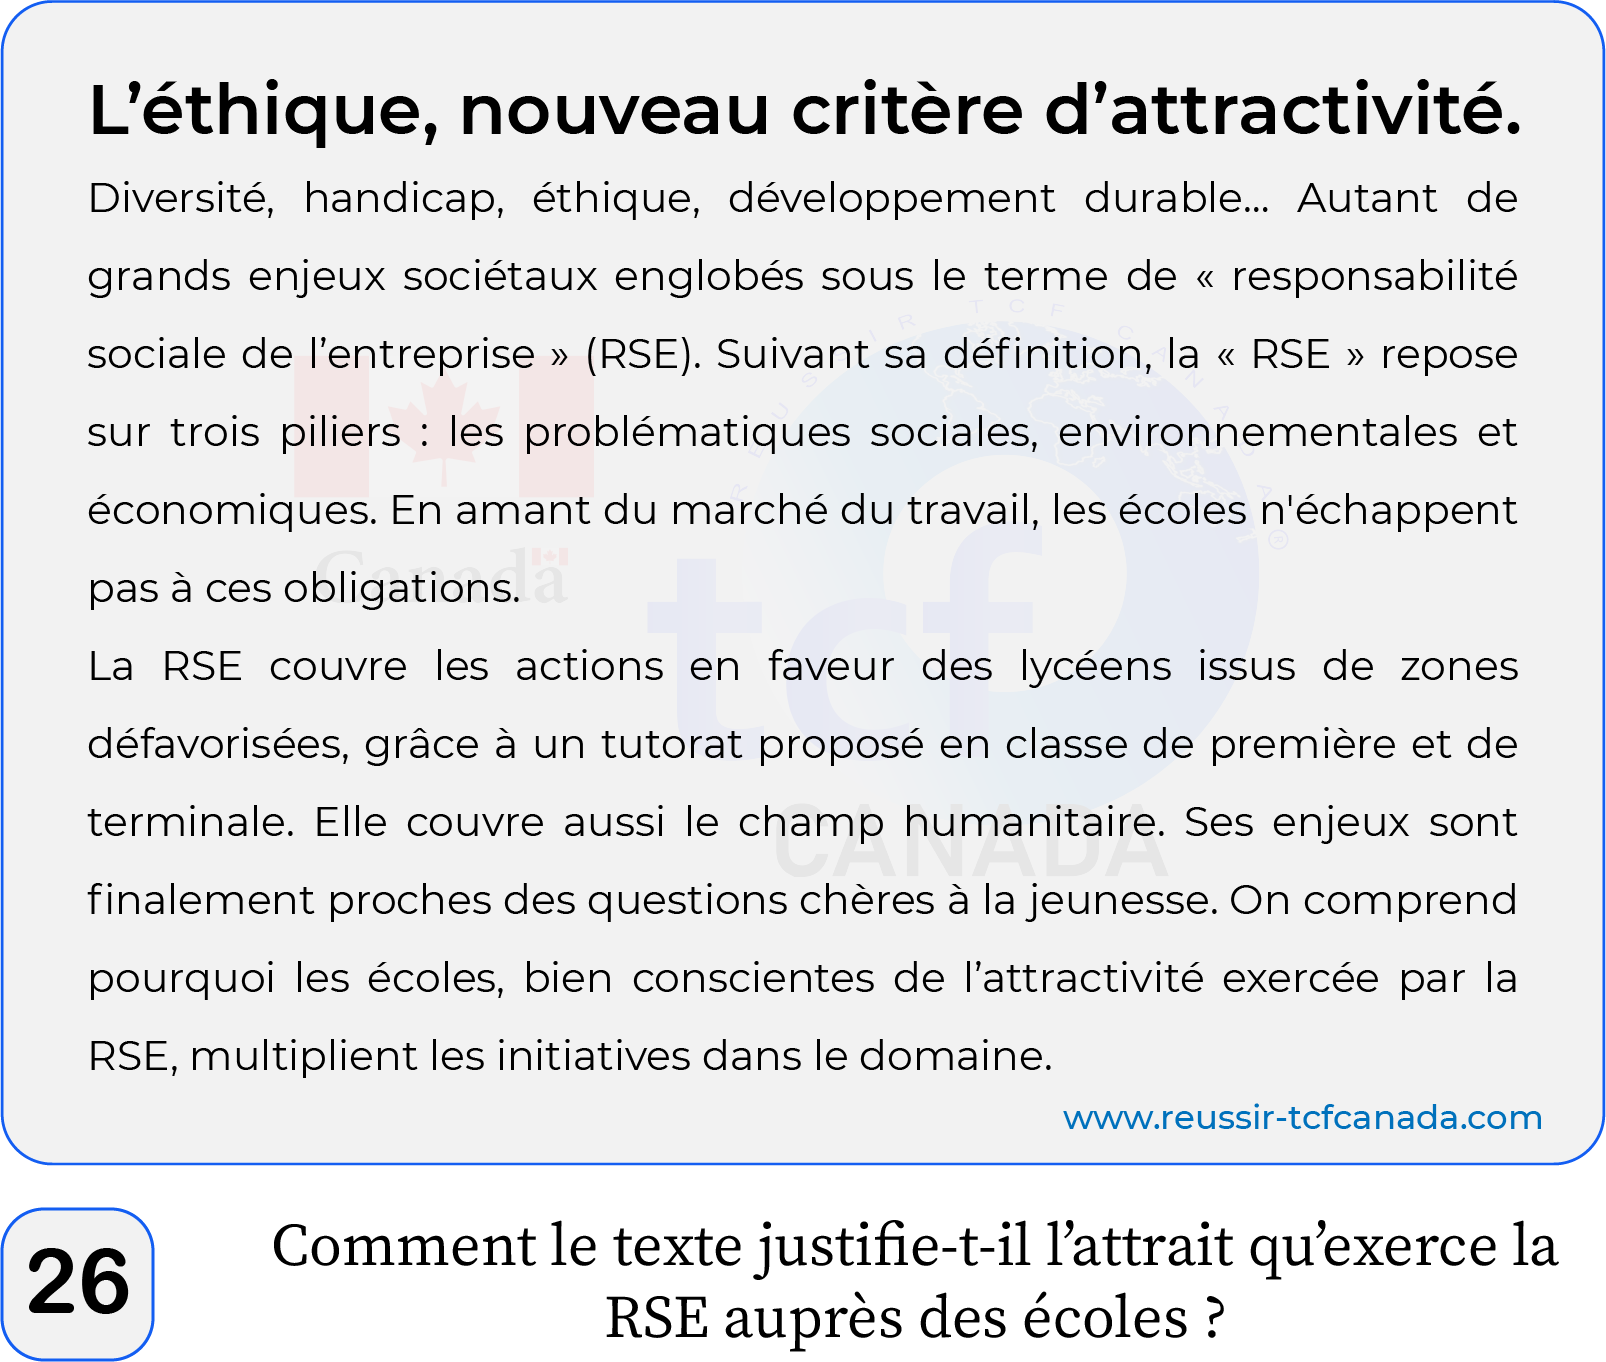 L’éthique, nouveau critère d’attractivité.
Diversité, handicap, éthique, développement durable... Autant de
grands enjeux sociétaux englobés sous le terme de « responsabilité
sociale de l’entreprise » (RSE). Suivant sa définition, la « RSE » repose
sur trois piliers : les problématiques sociales, environnementales et
économiques. En amant du marché du travail, les écoles n'échappent
pas à ces obligations.
La RSE couvre les actions en faveur des lycéens issus de zones
défavorisées, grâce à un tutorat proposé en classe de première et de
terminale. Elle couvre aussi le champ humanitaire. Ses enjeux sont
finalement proches des questions chères à la jeunesse. On comprend
pourquoi les écoles, bien conscientes de l’attractivité exercée par la
RSE, multiplient les initiatives dans le domaine.
REUSSIR TCF CANADA ®
Canada
tcf
CANADA
www.reussir-tcfcanada.com
26
Comment le texte justifie-t-il l’attrait qu’exerce la
RSE auprès des écoles ?